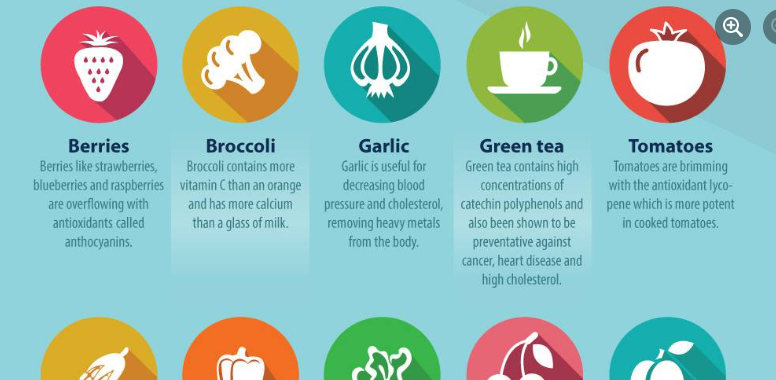 Berries
Berries like strawberries,
blueberries and raspberries
are overflowing with
antioxidants called
anthocyanins.
Broccoli
Broccoli contains more
vitamin C than an orange
and has more calcium
than a glass of milk.
Garlic
Garlic is useful for
decreasing blood
pressure and cholesterol,
removing heavy metals
from the body.
Green tea
Green tea contains high
concentrations of
catechin polyphenols and
also been shown to be
preventative against
cancer, heart disease and
high cholesterol.
Tomatoes
Tomatoes are brimming
with the antioxidant lyco-
pene which is more potent
in cooked tomatoes.